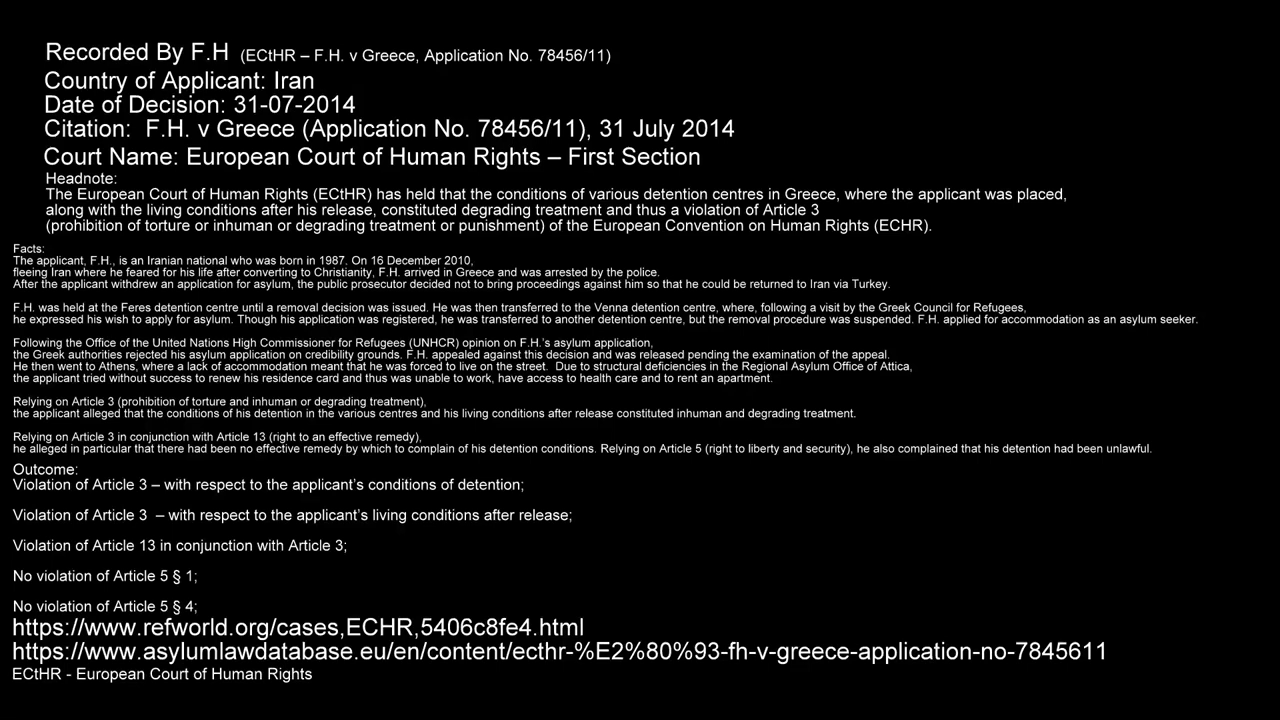 Recorded By F.H (ECtHR – F.H. v Greece, Application No. 78456/11)
Country of Applicant: Iran
Date of Decision: 31-07-2014
Citation:  F.H. v Greece (Application No. 78456/11), 31 July 2014
Court Name: European Court of Human Rights – First Section
Headnote:
The European Court of Human Rights (ECtHR) has held that the conditions of various detention centres in Greece, where the applicant was placed,
along with the living conditions after his release, constituted degrading treatment and thus a violation of Article 3
(prohibition of torture or inhuman or degrading treatment or punishment) of the European Convention on Human Rights (ECHR).
Facts:
The applicant, F.H., is an Iranian national who was born in 1987. On 16 December 2010,
fleeing Iran where he feared for his life after converting to Christianity, F.H. arrived in Greece and was arrested by the police.
After the applicant withdrew an application for asylum, the public prosecutor decided not to bring proceedings against him so that he could be returned to Iran via Turkey.
F.H. was held at the Feres detention centre until a removal decision was issued. He was then transferred to the Venna detention centre, where, following a visit by the Greek Council for Refugees,
he expressed his wish to apply for asylum. Though his application was registered, he was transferred to another detention centre, but the removal procedure was suspended. F.H. applied for accommodation as an asylum seeker.
Following the Office of the United Nations High Commissioner for Refugees (UNHCR) opinion on F.H.'s asylum application,
the Greek authorities rejected his asylum application on credibility grounds. F.H. appealed against this decision and was released pending the examination of the appeal.
He then went to Athens, where a lack of accommodation meant that he was forced to live on the street.  Due to structural deficiencies in the Regional Asylum Office of Attica,
the applicant tried without success to renew his residence card and thus was unable to work, have access to health care and to rent an apartment.
Relying on Article 3 (prohibition of torture and inhuman or degrading treatment),
the applicant alleged that the conditions of his detention in the various centres and his living conditions after release constituted inhuman and degrading treatment.
Relying on Article 3 in conjunction with Article 13 (right to an effective remedy),
he alleged in particular that there had been no effective remedy by which to complain of his detention conditions. Relying on Article 5 (right to liberty and security), he also complained that his detention had been unlawful.
Outcome:
Violation of Article 3 – with respect to the applicant's conditions of detention;
Violation of Article 3  – with respect to the applicant's living conditions after release;
Violation of Article 13 in conjunction with Article 3;
No violation of Article 5 § 1;
No violation of Article 5 § 4;
https://www.refworld.org/cases,ECHR,5406c8fe4.html
https://www.asylumlawdatabase.eu/en/content/ecthr-%E2%80%93-fh-v-greece-application-no-7845611
ECtHR - European Court of Human Rights